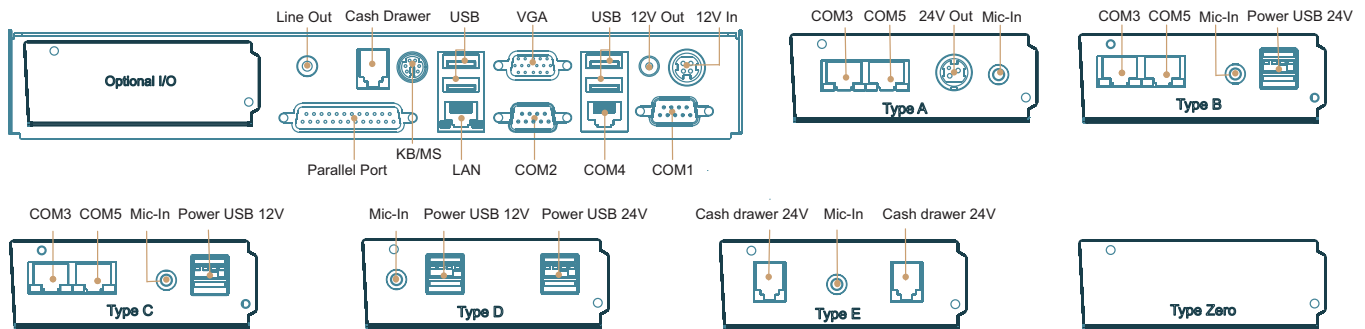 Line Out Cash Drawer USB VGA USB 12V Out 12V In
Optional I/O
KB/MS
Parallel Port LAN COM2 COM4 COM1
COM3 COM5 24V Out Mic-In
Type A
COM3 COM5 Mic-In Power USB 24V
Type B
COM3 COM5 Mic-In Power USB 12V
Type C
Mic-In Power USB 12V Power USB 24V
Type D
Cash drawer 24V Mic-In Cash drawer 24V
Type E
Type Zero